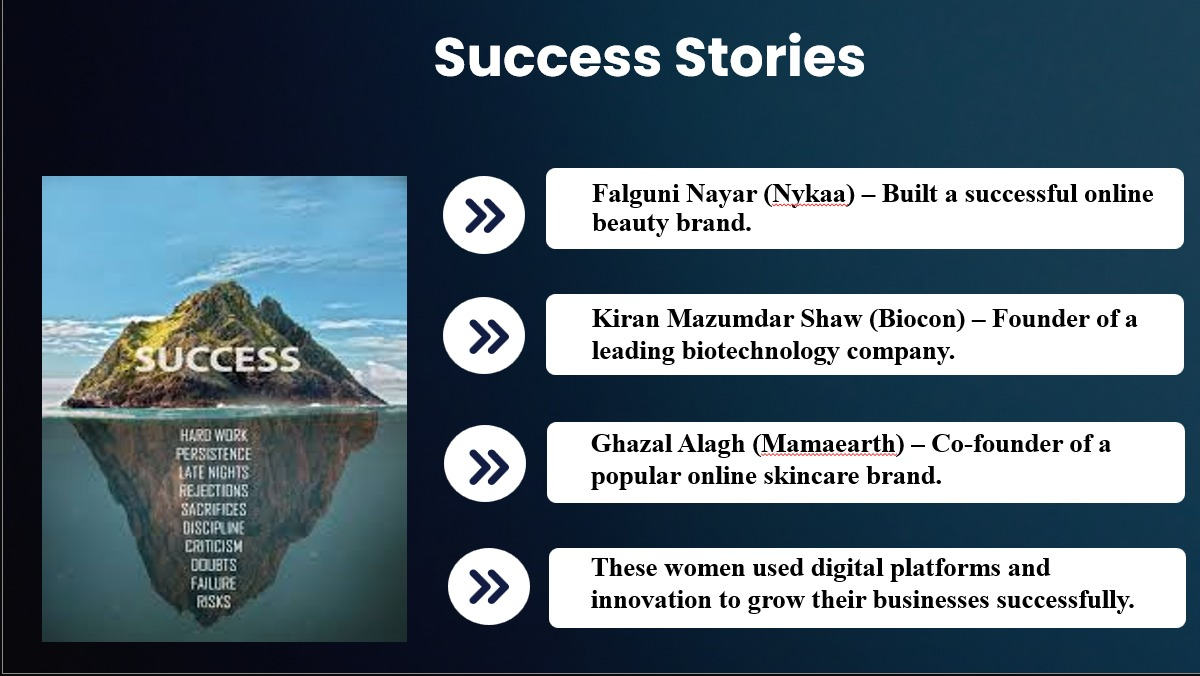 Success Stories
SUCCESS
HARD WORK
PERSISTENCE
LATE NIGHTS
REJECTIONS
SACRIFICES
DISCIPLINE
CRITICISM
DOUBTS
FAILURE
RISKS
Falguni Nayar (Nykaa) – Built a successful online
beauty brand.
Kiran Mazumdar Shaw (Biocon) – Founder of a
leading biotechnology company.
Ghazal Alagh (Mamaearth) – Co-founder of a
popular online skincare brand.
These women used digital platforms and
innovation to grow their businesses successfully.